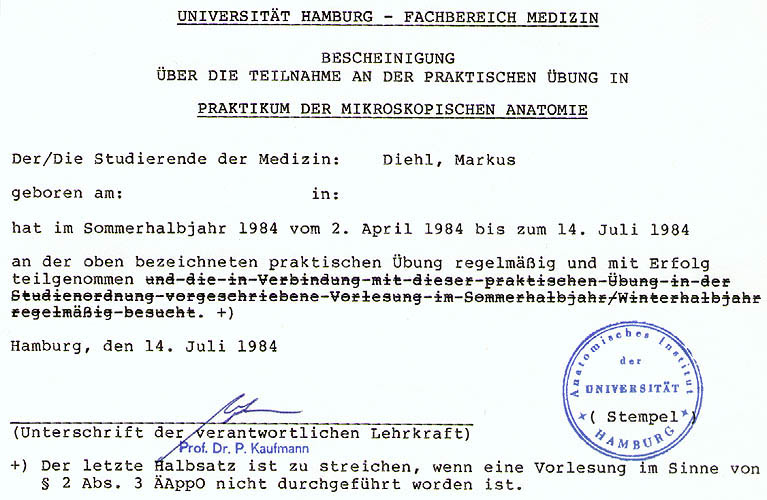 UNIVERSITÄT HAMBURG - FACHBEREICH MEDIZIN
BESCHEINIGUNG
ÜBER DIE TEILNAHME AN DER PRAKTISCHEN ÜBUNG IN
PRAKTIKUM DER MIKROSKOPISCHEN ANATOMIE
Der/Die Studierende der Medizin: Diehl, Markus
geboren am: in:
hat im Sommerhalbjahr 1984 vom 2. April 1984 bis zum 14. Juli 1984
an der oben bezeichneten praktischen Übung regelmäßig und mit Erfolg
teilgenommen und die in Verbindung mit dieser praktischen Übung in der
Studienordnung vorgeschriebene Vorlesung im Sommerhalbjahr/Winterhalbjahr
regelmäßig besucht. +)
Hamburg, den 14. Juli 1984
Anatomisches Institut
der
UNIVERSITÄT
( Stempel )
HAMBURG
(Unterschrift der verantwortlichen Lehrkraft)
Prof. Dr. P. Kaufmann
+) Der letzte Halbsatz ist zu streichen, wenn eine Vorlesung im Sinne von
§ 2 Abs. 3 ÄAppO nicht durchgeführt worden ist.